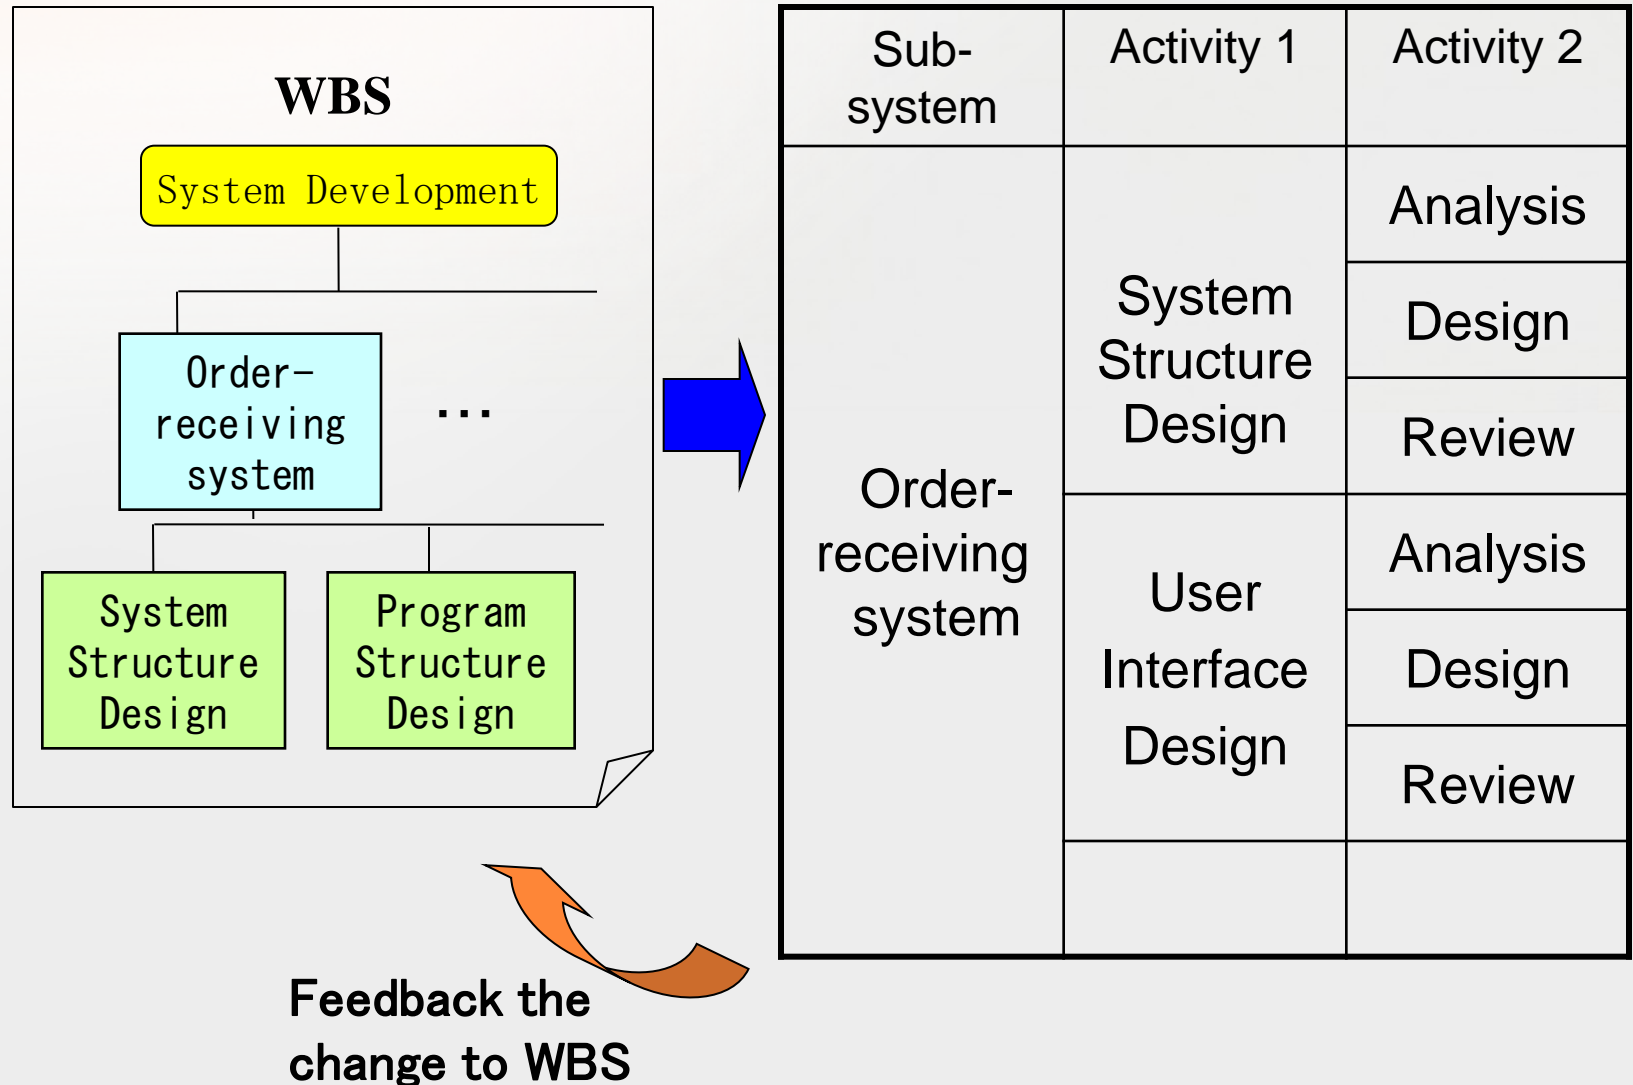 WBS
System Development
Order-
receiving
system
...
System
Structure
Design
Program
Structure
Design
Feedback the
change to WBS
Sub-
system
Activity 1
Activity 2
Order-
receiving
system
System
Structure
Design
Analysis
Design
Review
User
Interface
Design
Analysis
Design
Review